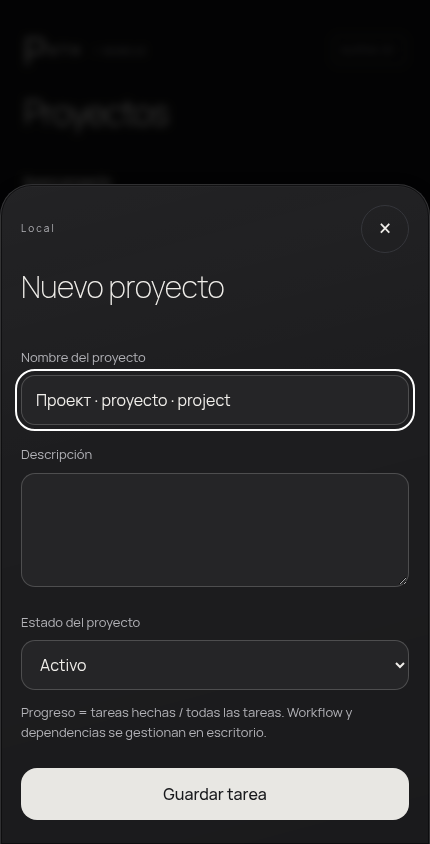 Proyectos
Local
×
Nuevo proyecto
Nombre del proyecto
Проект · proyecto · project
Descripción
Estado del proyecto
Activo
Progreso = tareas hechas / todas las tareas. Workflow y
dependencias se gestionan en escritorio.
Guardar tarea